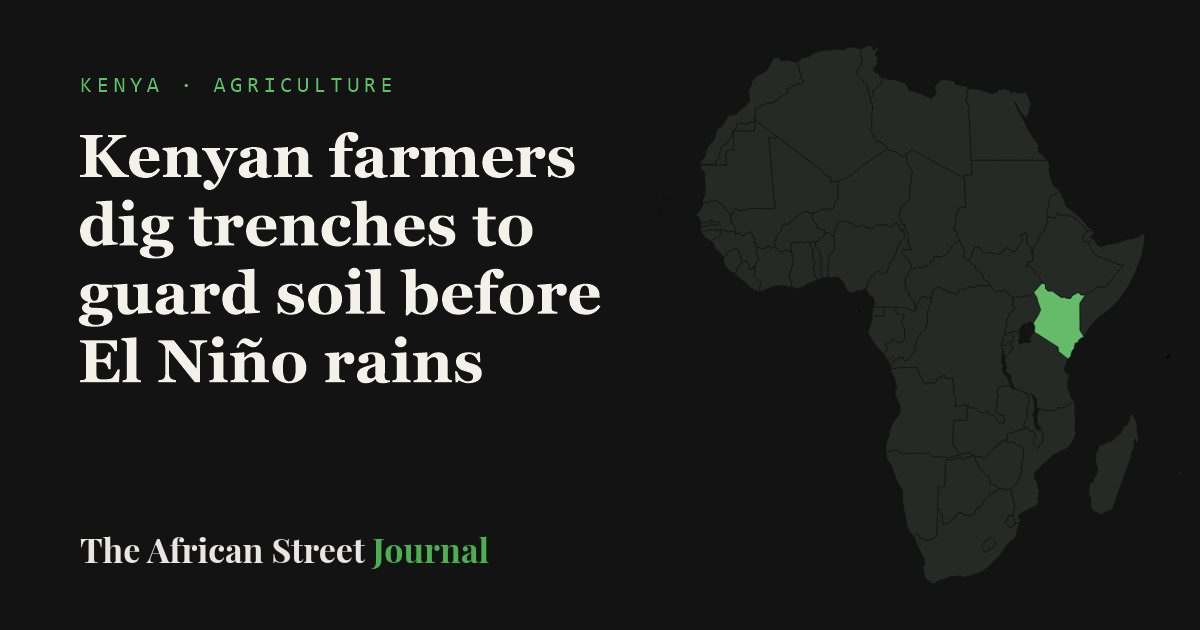 KENYA · AGRICULTURE
Kenyan farmers
dig trenches to
guard soil before
El Niño rains
The African Street Journal